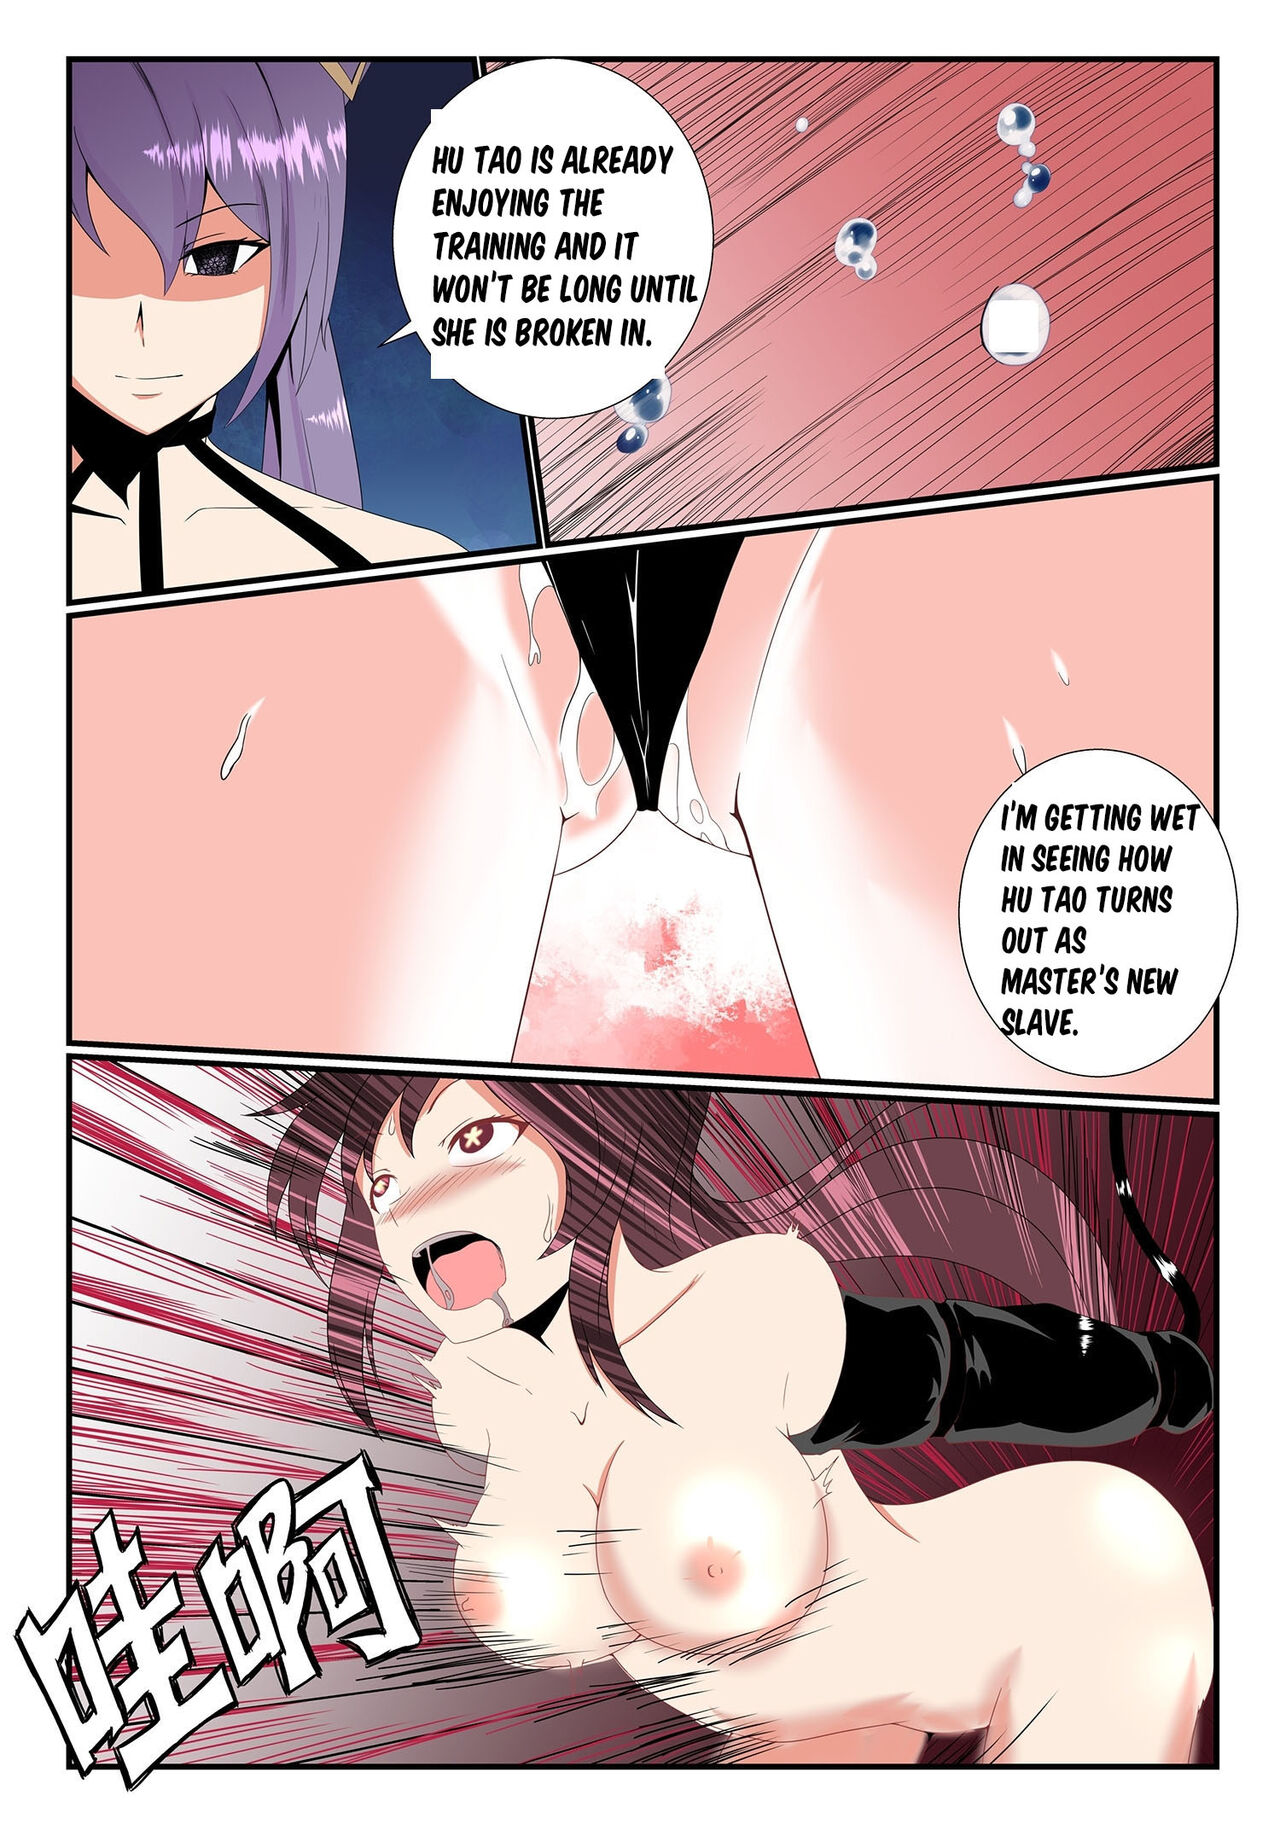 HU TAO IS ALREADY
ENJOYING THE
TRAINING AND IT
WON'T BE LONG UNTIL
SHE IS BROKEN IN.
I'M GETTING WET
IN SEEING HOW
HU TAO TURNS
OUT AS
MASTER'S NEW
SLAVE.
哇啊